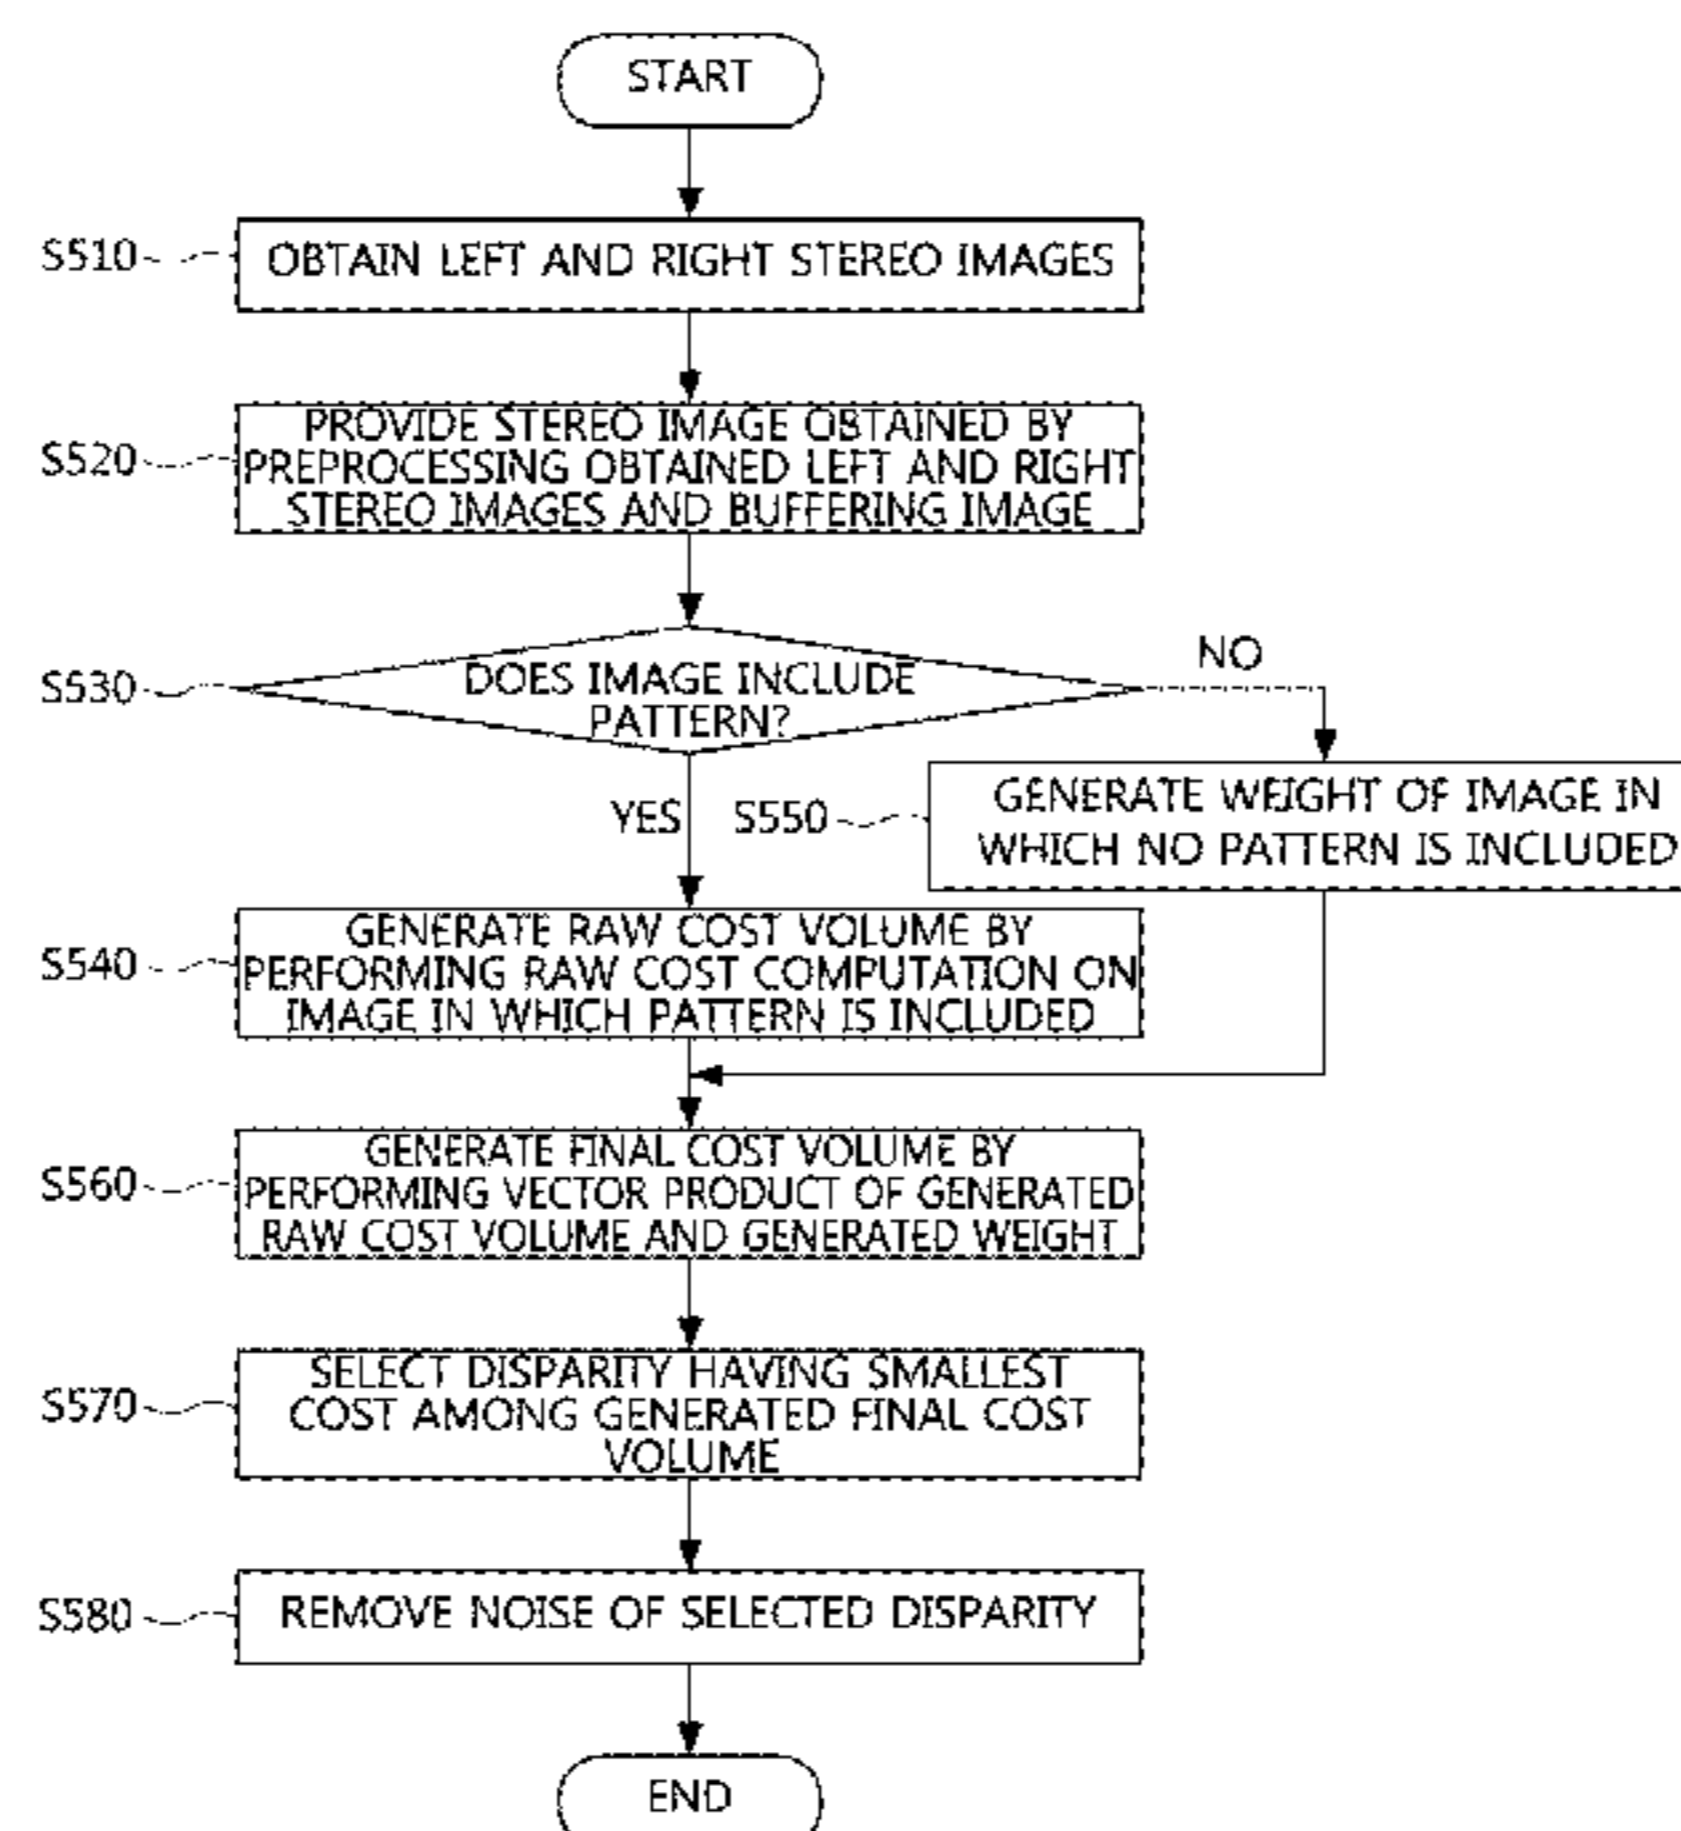 START
S510
OBTAIN LEFT AND RIGHT STEREO IMAGES
S520
PROVIDE STEREO IMAGE OBTAINED BY
PREPROCESSING OBTAINED LEFT AND RIGHT
STEREO IMAGES AND BUFFERING IMAGE
S530
DOES IMAGE INCLUDE
PATTERN?
NO
YES
S550
GENERATE WEIGHT OF IMAGE IN
WHICH NO PATTERN IS INCLUDED
S540
GENERATE RAW COST VOLUME BY
PERFORMING RAW COST COMPUTATION ON
IMAGE IN WHICH PATTERN IS INCLUDED
S560
GENERATE FINAL COST VOLUME BY
PERFORMING VECTOR PRODUCT OF GENERATED
RAW COST VOLUME AND GENERATED WEIGHT
S570
SELECT DISPARITY HAVING SMALLEST
COST AMONG GENERATED FINAL COST
VOLUME
S580
REMOVE NOISE OF SELECTED DISPARITY
END